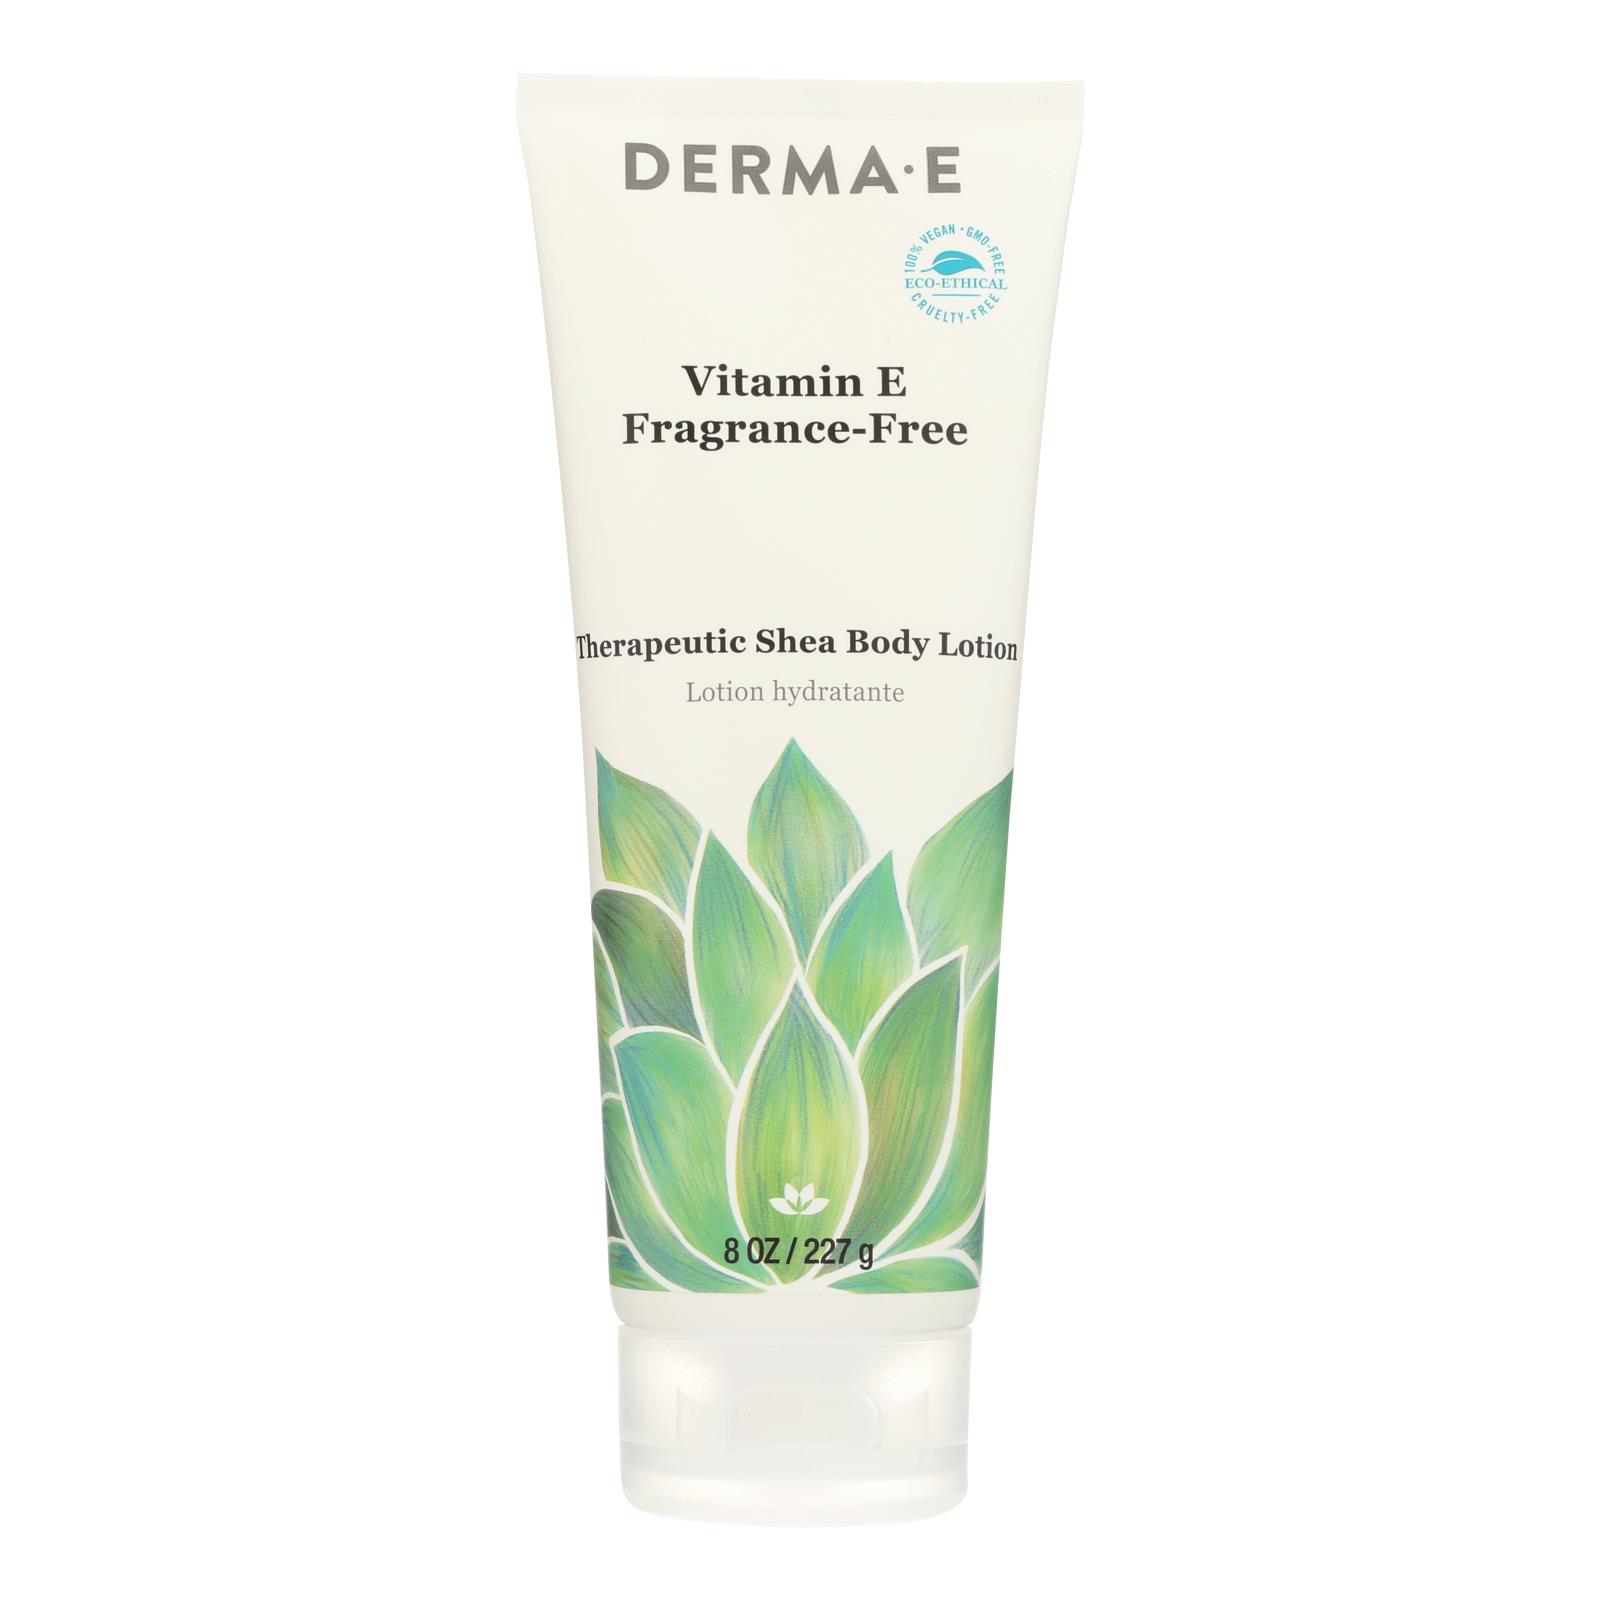 DERMA·E
100% VEGAN · GMO-FREE
ECO-ETHICAL
CRUELTY-FREE
Vitamin E
Fragrance-Free
Therapeutic Shea Body Lotion
Lotion hydratante
8 OZ / 227 g